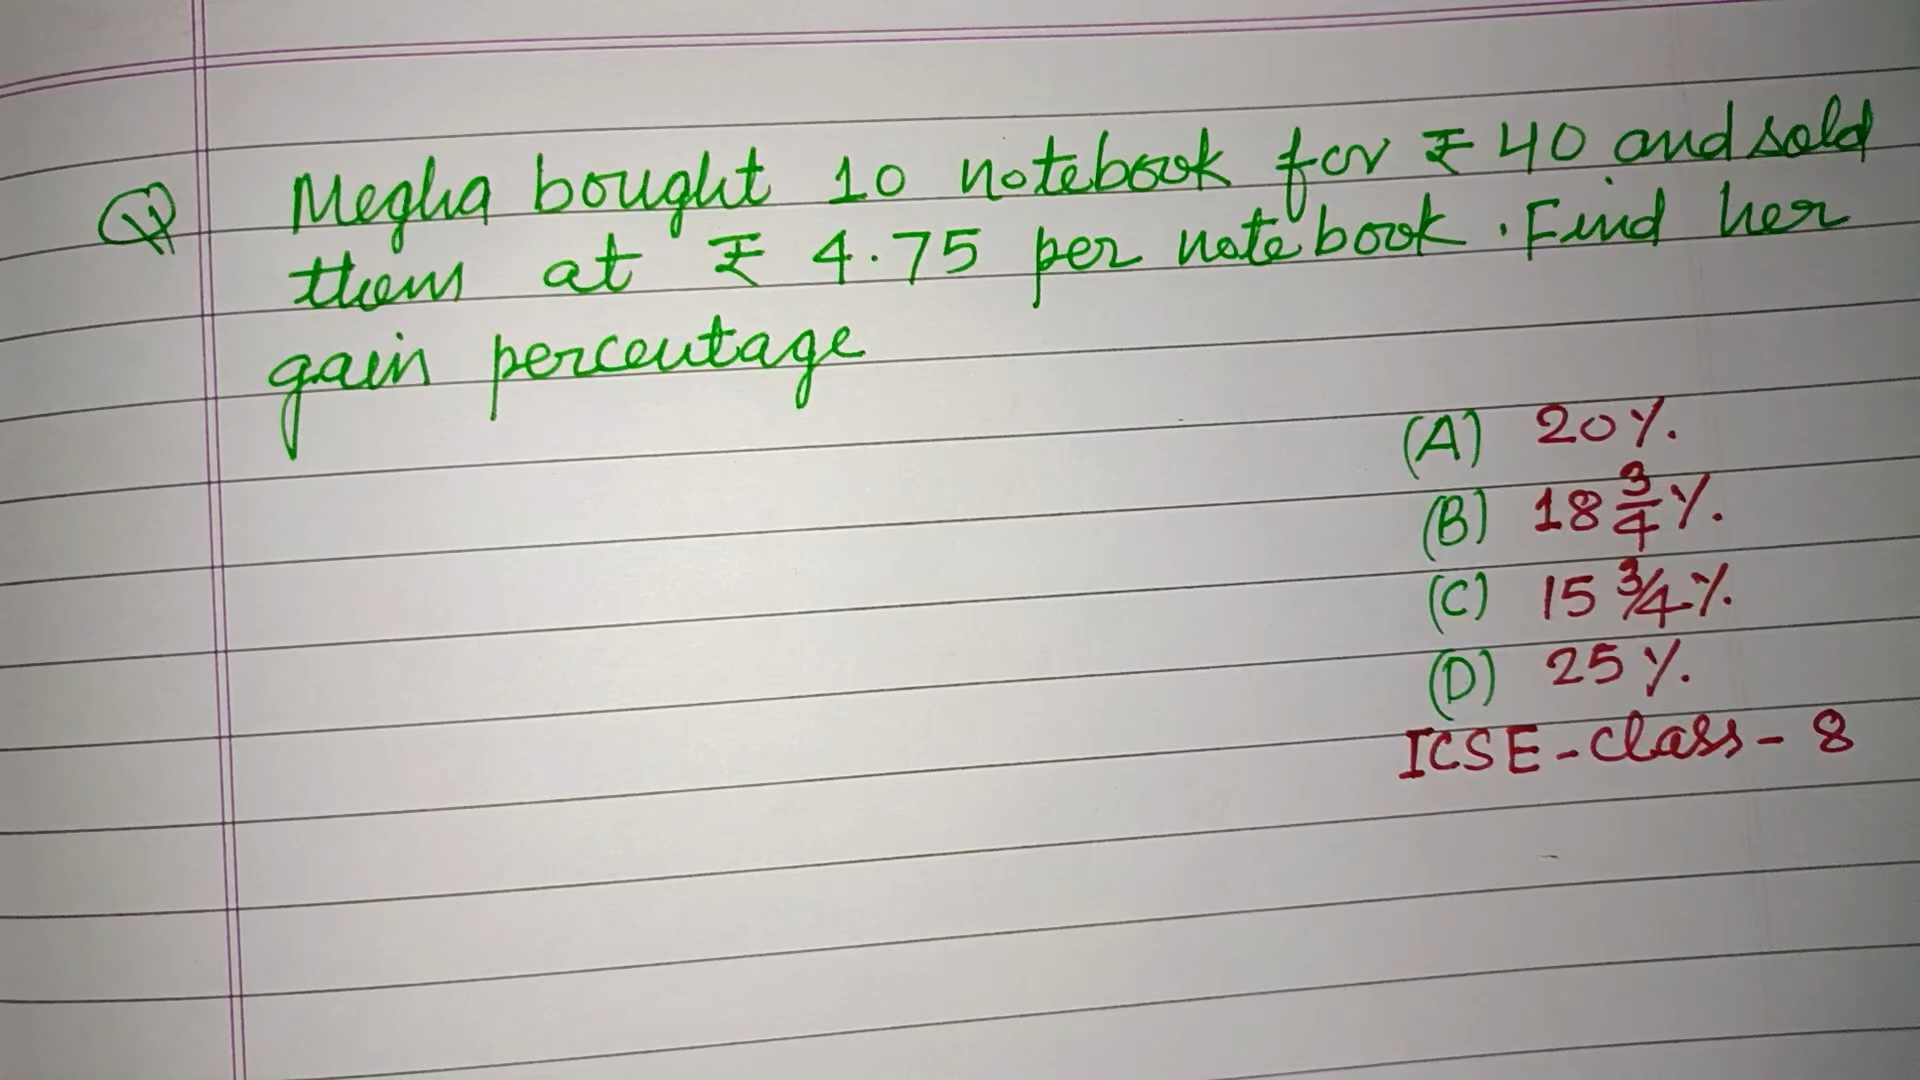 Q Megha bought 10 notebook for ₹ 40 and sold
them at ₹ 4.75 per notebook. Find her
gain percentage
(A) 20%.
(B) 18 3/4 %.
(C) 15 3/4 %.
(D) 25 %.
ICSE - Class - 8